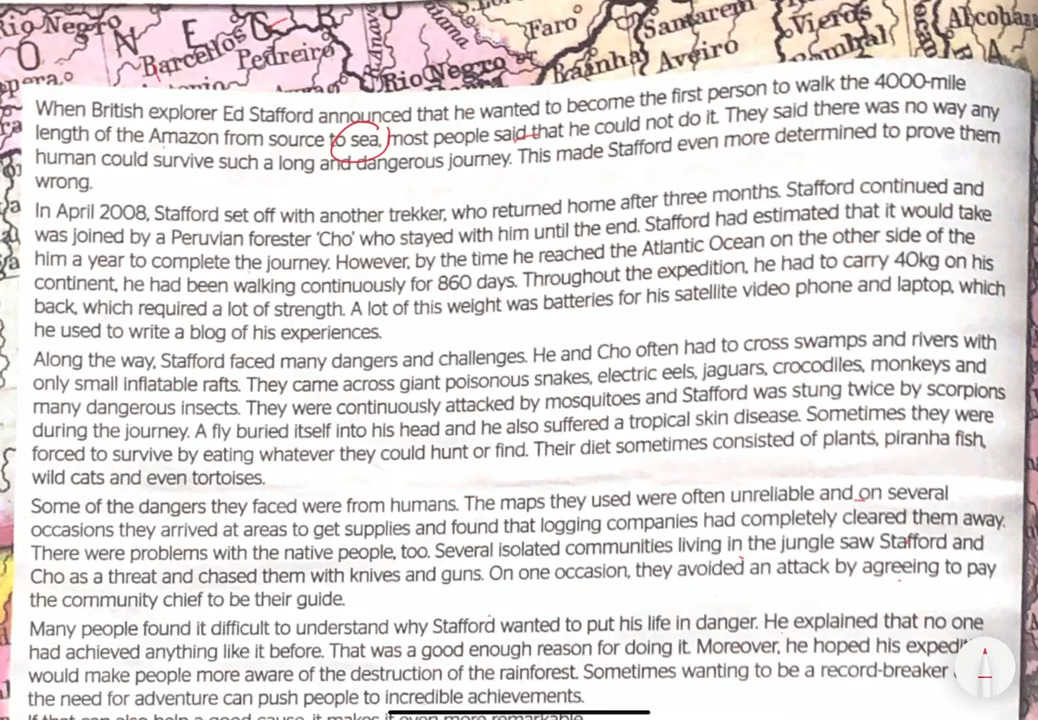 Rio Negro
N
E
S
O
Barcelos
Pedreiro
Rio Negro
Faro
Santarem
Aveiro
Vieros
Alcobaza
A
When British explorer Ed Stafford announced that he wanted to become the first person to walk the 4000-mile
length of the Amazon from source to sea, most people said that he could not do it. They said there was no way any
human could survive such a long and dangerous journey. This made Stafford even more determined to prove them
wrong.
In April 2008, Stafford set off with another trekker, who returned home after three months. Stafford continued and
was joined by a Peruvian forester 'Cho' who stayed with him until the end. Stafford had estimated that it would take
him a year to complete the journey. However, by the time he reached the Atlantic Ocean on the other side of the
continent, he had been walking continuously for 860 days. Throughout the expedition, he had to carry 40kg on his
back, which required a lot of strength. A lot of this weight was batteries for his satellite video phone and laptop, which
he used to write a blog of his experiences.
Along the way, Stafford faced many dangers and challenges. He and Cho often had to cross swamps and rivers with
only small inflatable rafts. They came across giant poisonous snakes, electric eels, jaguars, crocodiles, monkeys and
many dangerous insects. They were continuously attacked by mosquitoes and Stafford was stung twice by scorpions
during the journey. A fly buried itself into his head and he also suffered a tropical skin disease. Sometimes they were
forced to survive by eating whatever they could hunt or find. Their diet sometimes consisted of plants, piranha fish,
wild cats and even tortoises.
Some of the dangers they faced were from humans. The maps they used were often unreliable and on several
occasions they arrived at areas to get supplies and found that logging companies had completely cleared them away.
There were problems with the native people, too. Several isolated communities living in the jungle saw Stafford and
Cho as a threat and chased them with knives and guns. On one occasion, they avoided an attack by agreeing to pay
the community chief to be their guide.
Many people found it difficult to understand why Stafford wanted to put his life in danger. He explained that no one
had achieved anything like it before. That was a good enough reason for doing it. Moreover, he hoped his
would make people more aware of the destruction of the rainforest. Sometimes wanting to be a record-breaker
the need for adventure can push people to incredible achievements.
If that can also help a good cause, it makes it even more remarkable.